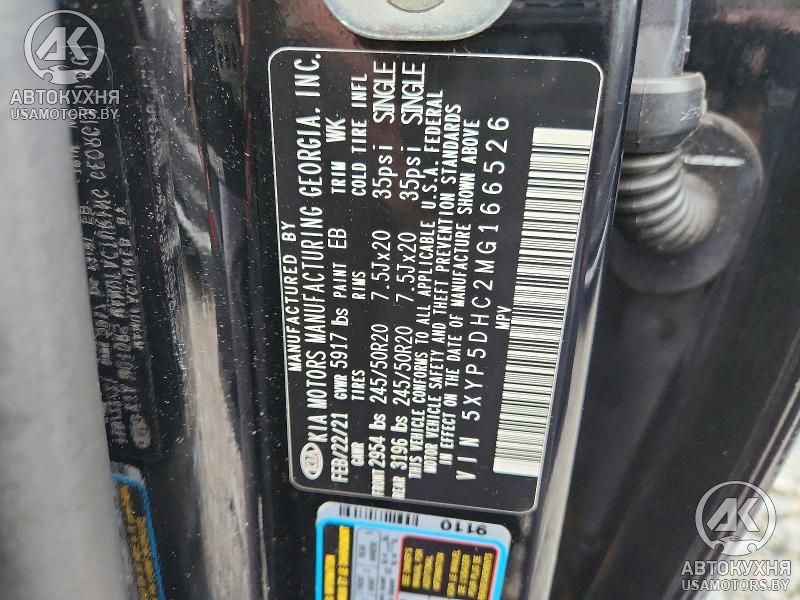 АВТОКУХНЯ
USAMOTORS.BY
KIA
MANUFACTURED BY
KIA MOTORS MANUFACTURING GEORGIA. INC.
FEB/22/21 GVWR 5917 lbs PAINT EB TRIM WK
GWR TIRES RIMS COLD TIRE INFL
FRONT 2954 lbs 245/50R20 7.5Jx20 35psi SINGLE
REAR 3196 lbs 245/50R20 7.5Jx20 35psi SINGLE
THIS VEHICLE CONFORMS TO ALL APPLICABLE U.S.A. FEDERAL
MOTOR VEHICLE SAFETY AND THEFT PREVENTION STANDARDS
IN EFFECT ON THE DATE OF MANUFACTURE SHOWN ABOVE
VIN 5XYP5DHC2MG166526
MPV
9110
АВТОКУХНЯ
USAMOTORS.BY